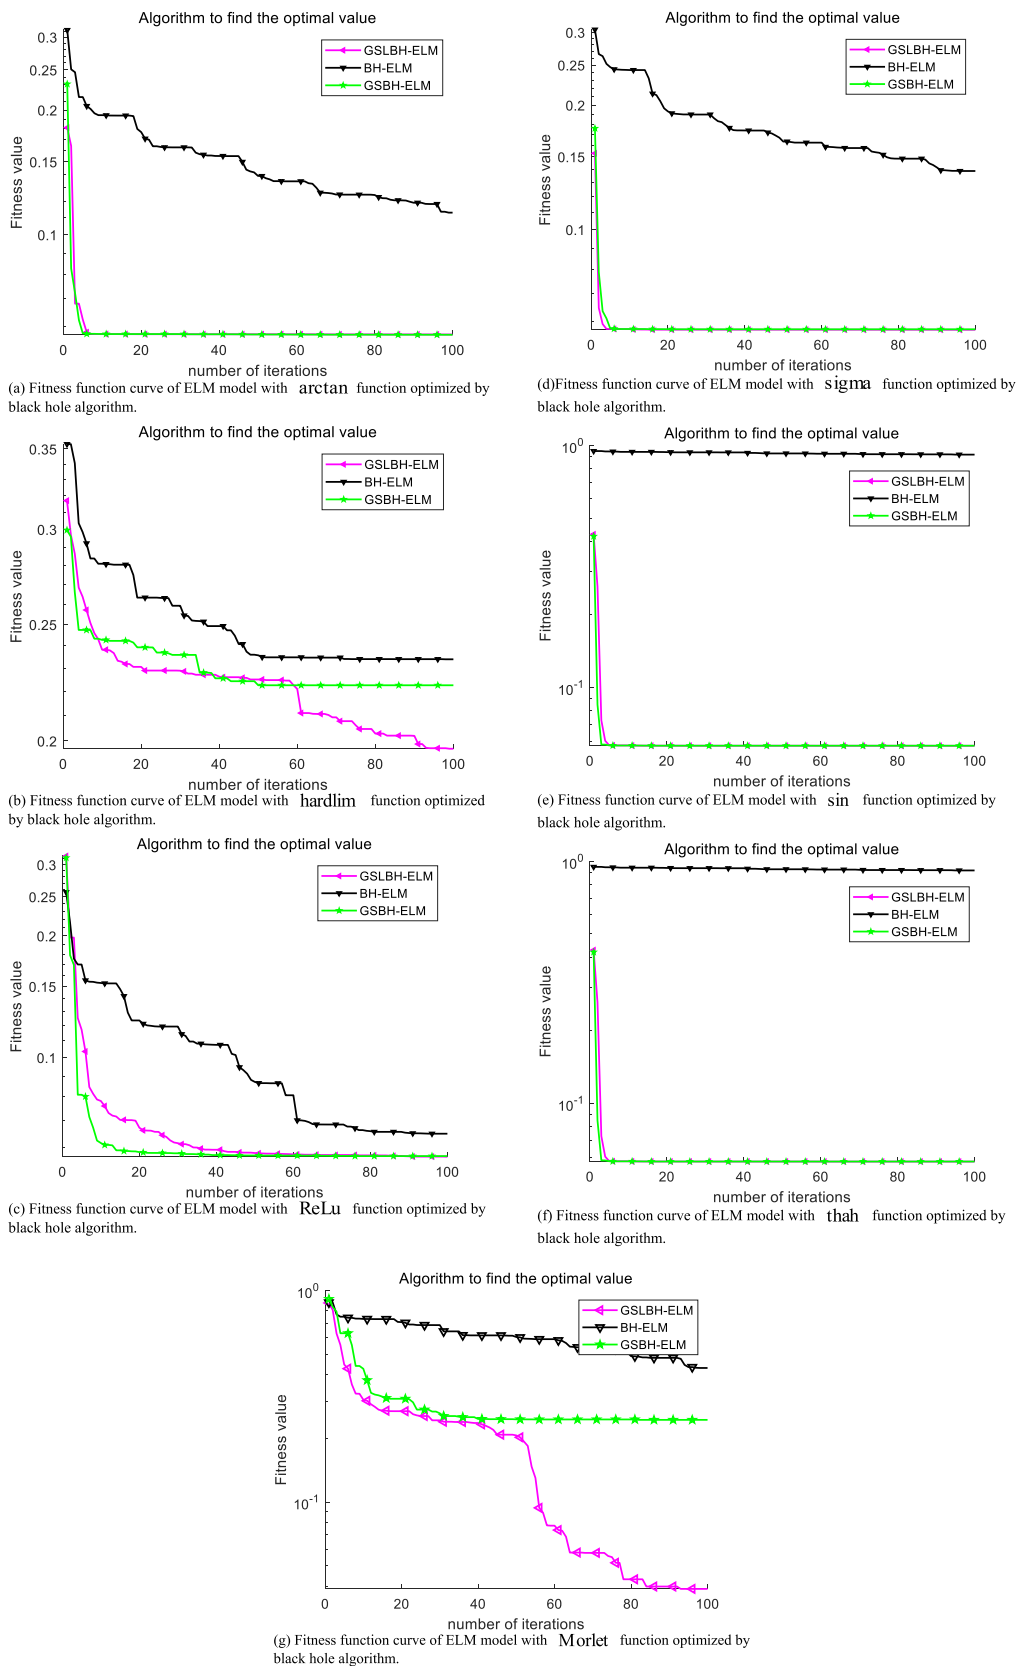 Algorithm to find the optimal value
0.3
0.25
0.2
0.15
0.1
Fitness value
GSLBH-ELM
BH-ELM
GSBH-ELM
0 20 40 60 80 100
number of iterations
(a) Fitness function curve of ELM model with arctan function optimized by
black hole algorithm.
Algorithm to find the optimal value
0.3
0.25
0.2
0.15
0.1
Fitness value
GSLBH-ELM
BH-ELM
GSBH-ELM
0 20 40 60 80 100
number of iterations
(d)Fitness function curve of ELM model with sigma function optimized by
black hole algorithm.
Algorithm to find the optimal value
0.35
0.3
0.25
0.2
Fitness value
GSLBH-ELM
BH-ELM
GSBH-ELM
0 20 40 60 80 100
number of iterations
(b) Fitness function curve of ELM model with hardlim function optimized
by black hole algorithm.
Algorithm to find the optimal value
10^0
10^-1
Fitness value
GSLBH-ELM
BH-ELM
GSBH-ELM
0 20 40 60 80 100
number of iterations
(e) Fitness function curve of ELM model with sin function optimized by
black hole algorithm.
Algorithm to find the optimal value
0.3
0.25
0.2
0.15
0.1
Fitness value
GSLBH-ELM
BH-ELM
GSBH-ELM
0 20 40 60 80 100
number of iterations
(c) Fitness function curve of ELM model with ReLu function optimized by
black hole algorithm.
Algorithm to find the optimal value
10^0
10^-1
Fitness value
GSLBH-ELM
BH-ELM
GSBH-ELM
0 20 40 60 80 100
number of iterations
(f) Fitness function curve of ELM model with thah function optimized by
black hole algorithm.
Algorithm to find the optimal value
10^0
10^-1
Fitness value
GSLBH-ELM
BH-ELM
GSBH-ELM
0 20 40 60 80 100
number of iterations
(g) Fitness function curve of ELM model with Morlet function optimized by
black hole algorithm.